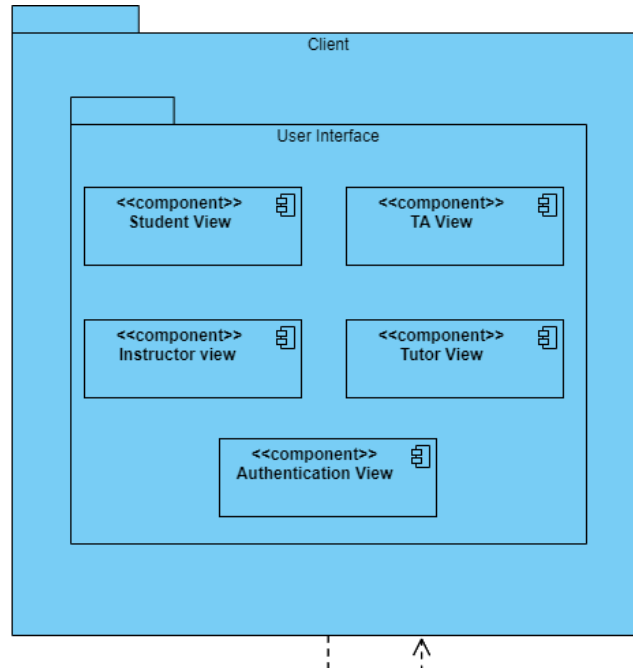 Client
User Interface
<<component>>
Student View
<<component>>
TA View
<<component>>
Instructor view
<<component>>
Tutor View
<<component>>
Authentication View